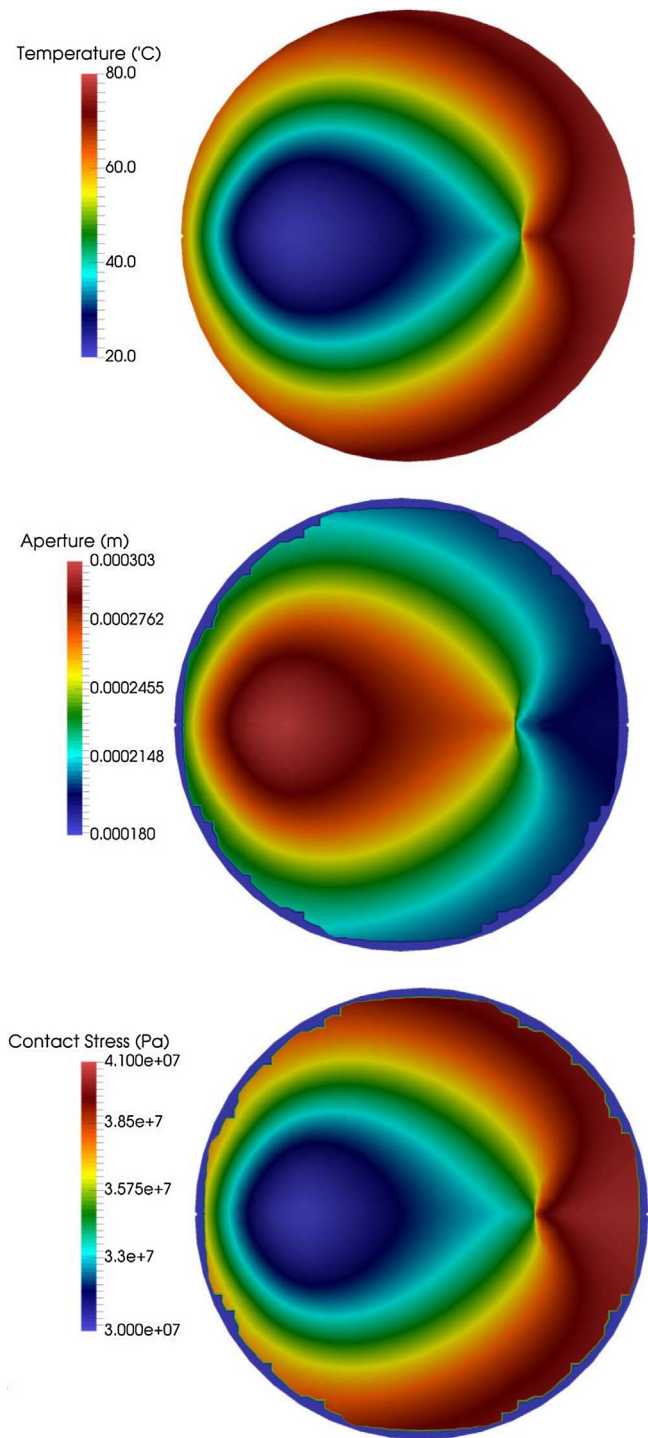 Temperature ('C)
80.0
60.0
40.0
20.0
Aperture (m)
0.000303
0.0002762
0.0002455
0.0002148
0.000180
Contact Stress (Pa)
4.100e+07
3.85e+7
3.575e+7
3.3e+7
3.000e+07